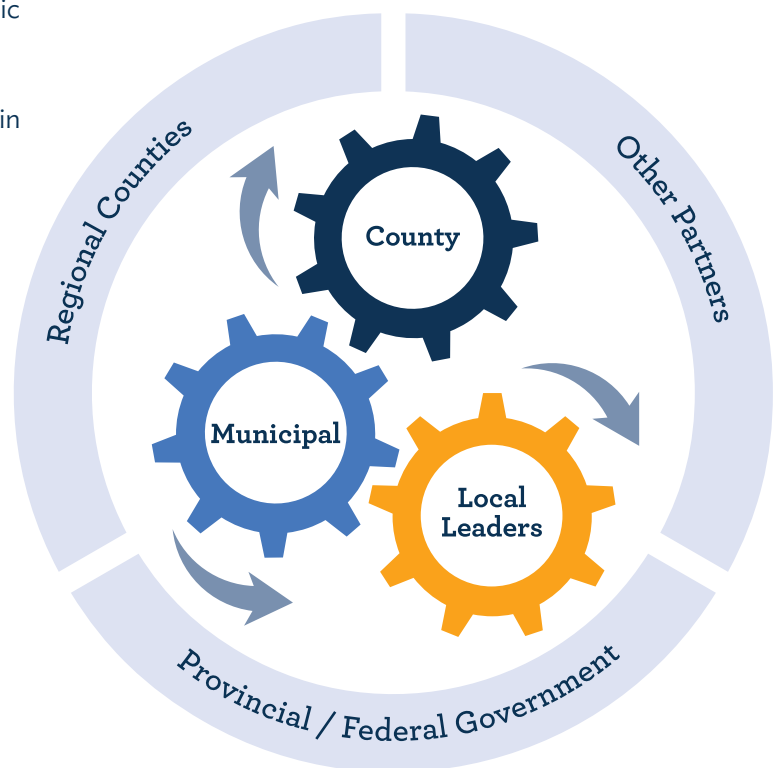 ic
in
Regional Counties
Other Partners
County
Municipal
Local
Leaders
Provincial / Federal Government